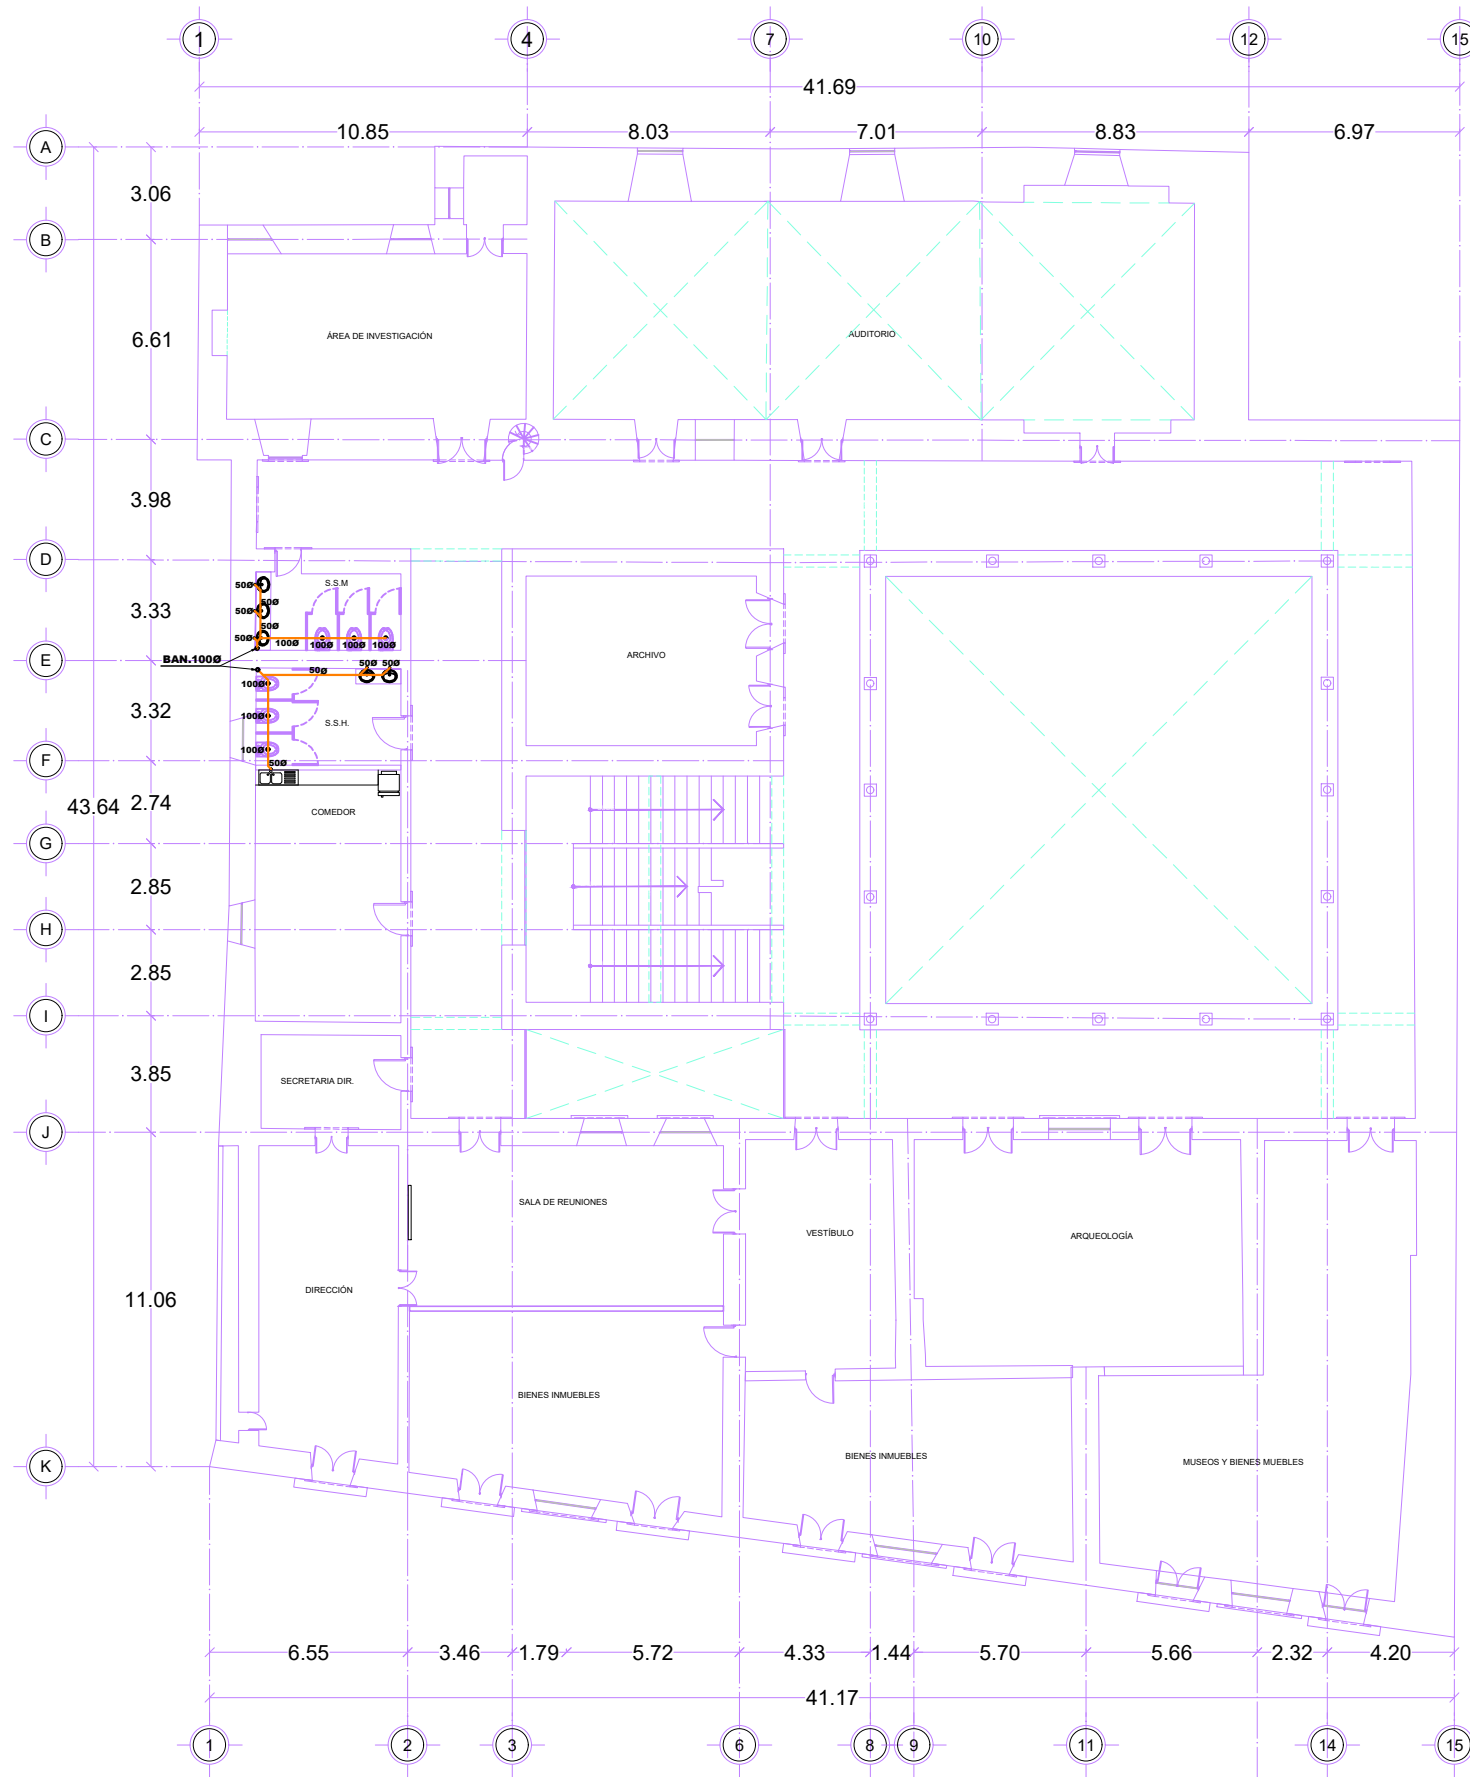 1 4 7 10 12 15
41.69
10.85 8.03 7.01 8.83 6.97
A
3.06
B
6.61
ÁREA DE INVESTIGACIÓN
AUDITORIO
C
3.98
D
50Ø
S.S.M
50Ø
50Ø
3.33
50Ø
100Ø 100Ø 100Ø 100Ø
E
BAN.100Ø
ARCHIVO
50Ø 50Ø
50Ø
100Ø
3.32
100Ø
S.S.H.
100Ø
F
50Ø
43.64
2.74
COMEDOR
G
2.85
H
2.85
I
3.85
SECRETARIA DIR.
J
SALA DE REUNIONES
VESTÍBULO
ARQUEOLOGÍA
DIRECCIÓN
11.06
BIENES INMUEBLES
BIENES INMUEBLES
MUSEOS Y BIENES MUEBLES
K
6.55 3.46 1.79 5.72 4.33 1.44 5.70 5.66 2.32 4.20
41.17
1 2 3 6 8 9 11 14 15